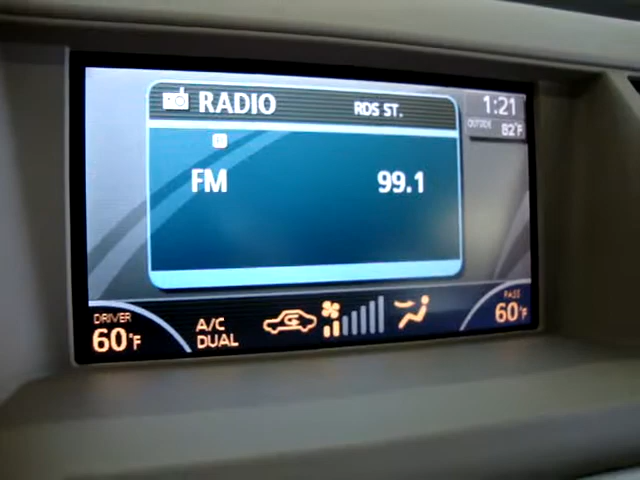 RADIO RDS ST.
1:21
OUTSIDE 82°F
FM 99.1
DRIVER
60°F
A/C
DUAL
PASS
60°F